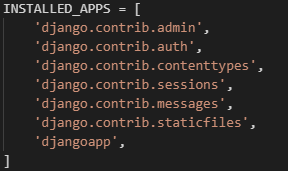 INSTALLED_APPS = [
    'django.contrib.admin',
    'django.contrib.auth',
    'django.contrib.contenttypes',
    'django.contrib.sessions',
    'django.contrib.messages',
    'django.contrib.staticfiles',
    'djangoapp',
]